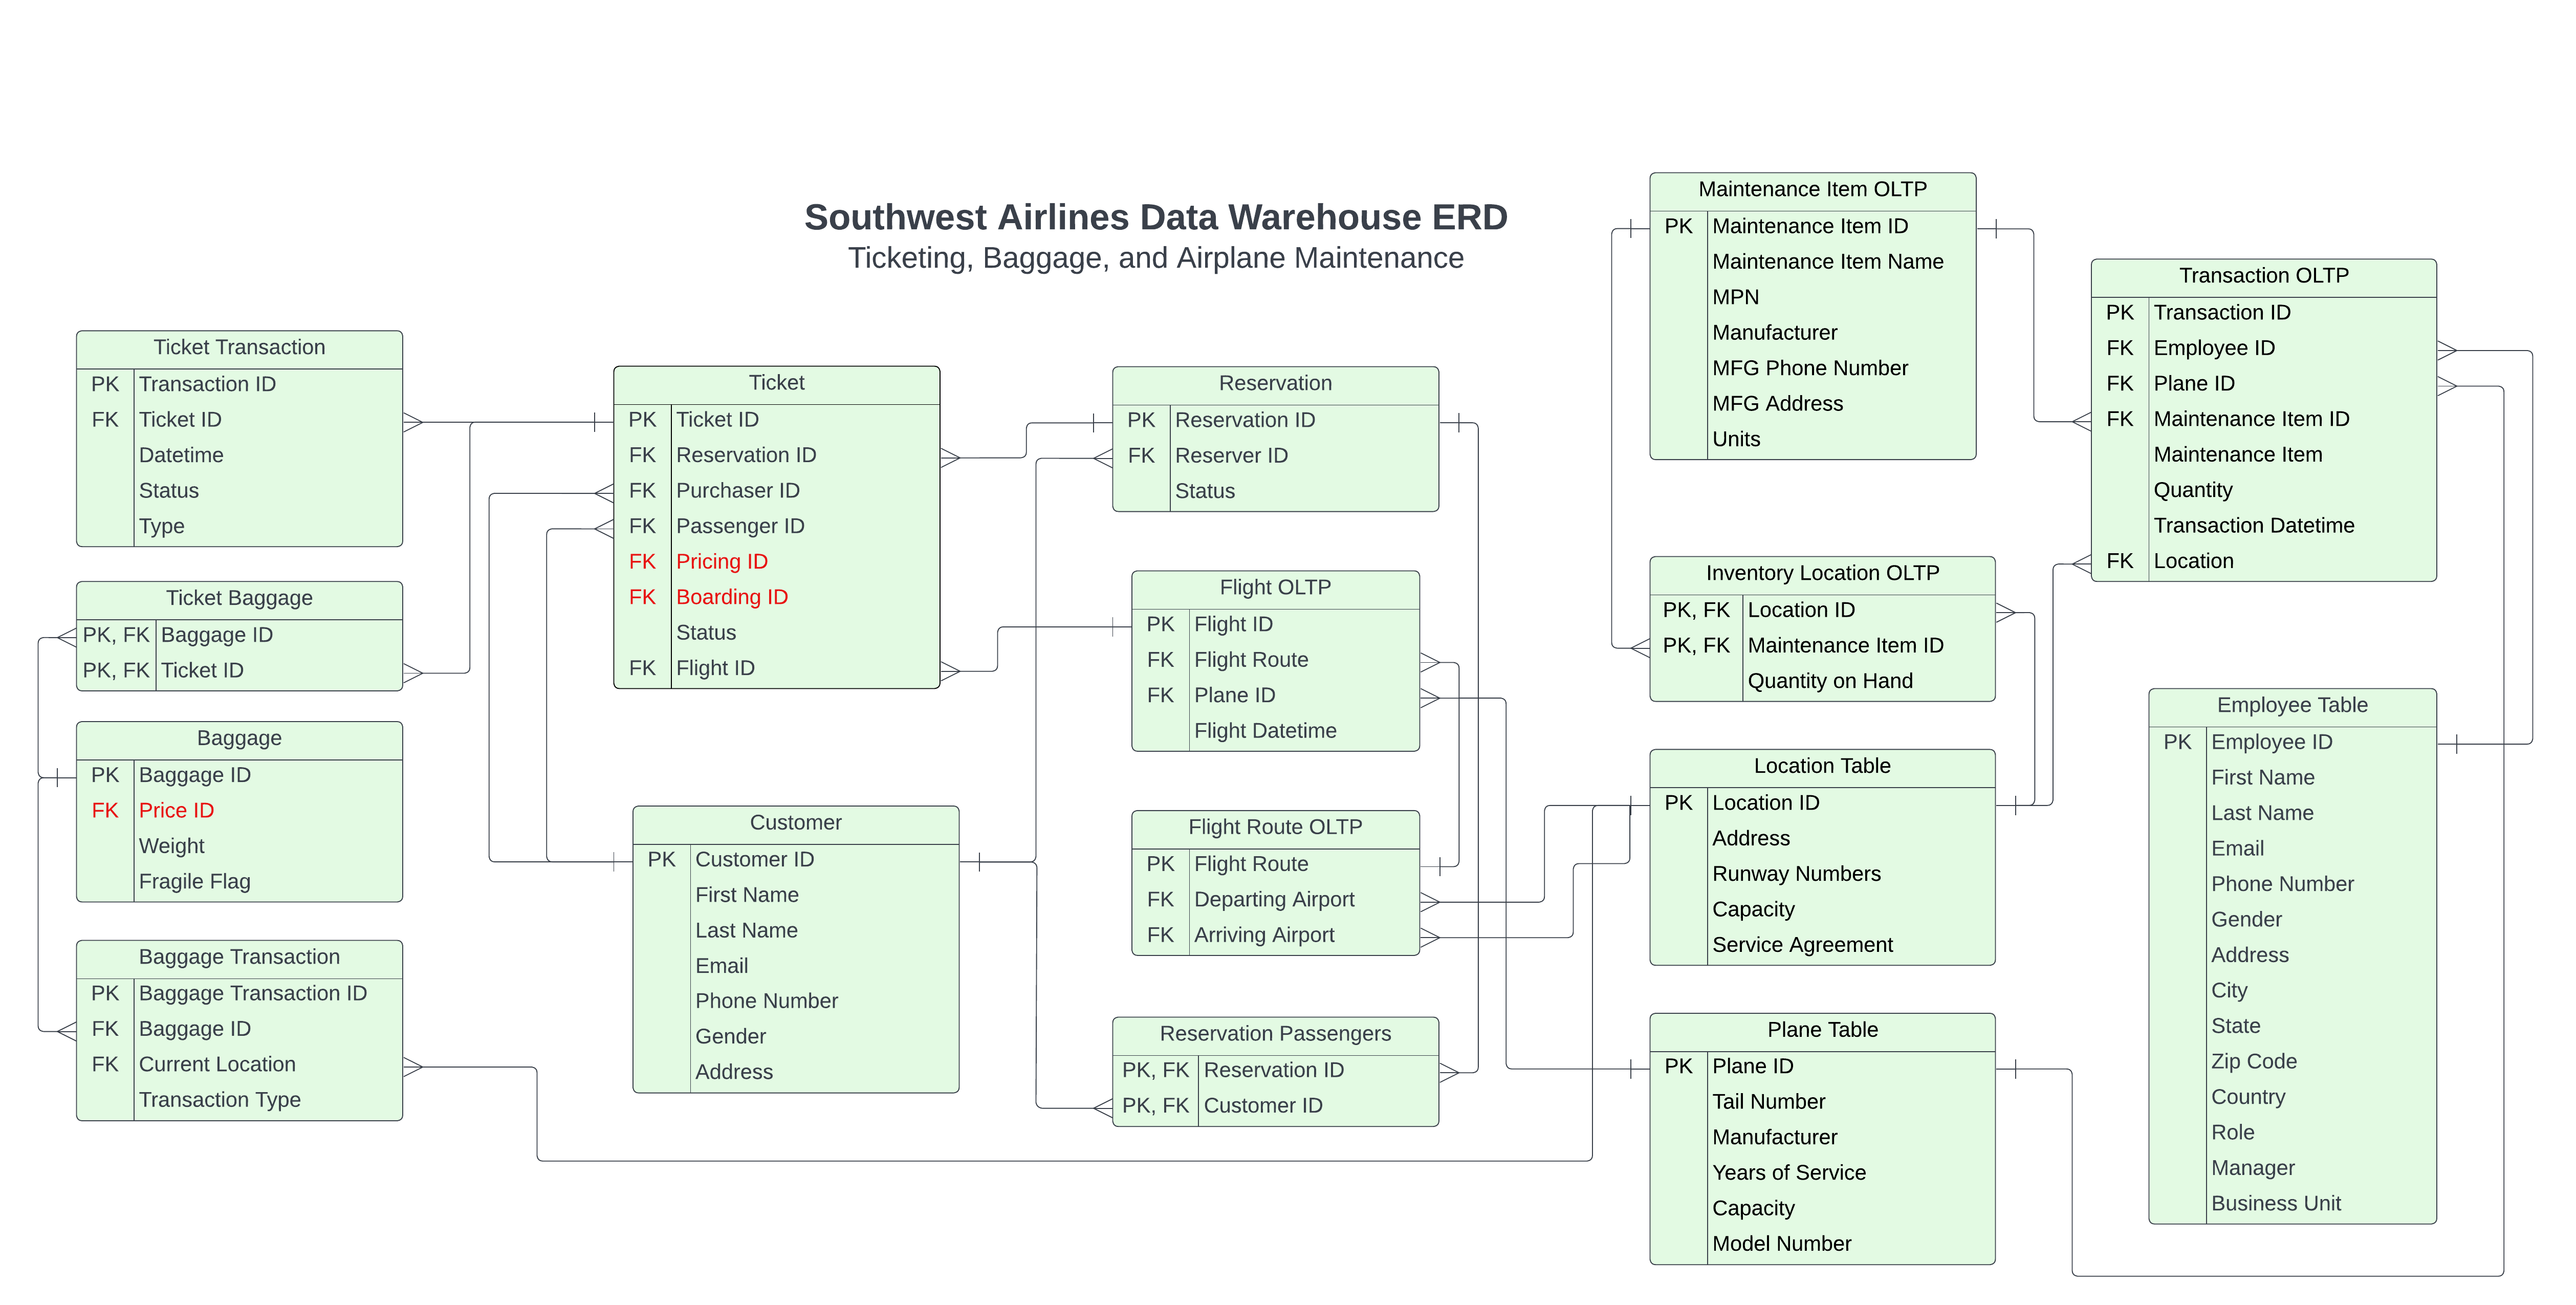 Southwest Airlines Data Warehouse ERD
Ticketing, Baggage, and Airplane Maintenance
Ticket Transaction
PK Transaction ID
FK Ticket ID
Datetime
Status
Type
Ticket Baggage
PK, FK Baggage ID
PK, FK Ticket ID
Baggage
PK Baggage ID
FK Price ID
Weight
Fragile Flag
Baggage Transaction
PK Baggage Transaction ID
FK Baggage ID
FK Current Location
Transaction Type
Ticket
PK Ticket ID
FK Reservation ID
FK Purchaser ID
FK Passenger ID
FK Pricing ID
FK Boarding ID
Status
FK Flight ID
Customer
PK Customer ID
First Name
Last Name
Email
Phone Number
Gender
Address
Reservation
PK Reservation ID
FK Reserver ID
Status
Flight OLTP
PK Flight ID
FK Flight Route
FK Plane ID
Flight Datetime
Flight Route OLTP
PK Flight Route
FK Departing Airport
FK Arriving Airport
Reservation Passengers
PK, FK Reservation ID
PK, FK Customer ID
Maintenance Item OLTP
PK Maintenance Item ID
Maintenance Item Name
MPN
Manufacturer
MFG Phone Number
MFG Address
Units
Inventory Location OLTP
PK, FK Location ID
PK, FK Maintenance Item ID
Quantity on Hand
Location Table
PK Location ID
Address
Runway Numbers
Capacity
Service Agreement
Plane Table
PK Plane ID
Tail Number
Manufacturer
Years of Service
Capacity
Model Number
Transaction OLTP
PK Transaction ID
FK Employee ID
FK Plane ID
FK Maintenance Item ID
Maintenance Item
Quantity
Transaction Datetime
FK Location
Employee Table
PK Employee ID
First Name
Last Name
Email
Phone Number
Gender
Address
City
State
Zip Code
Country
Role
Manager
Business Unit